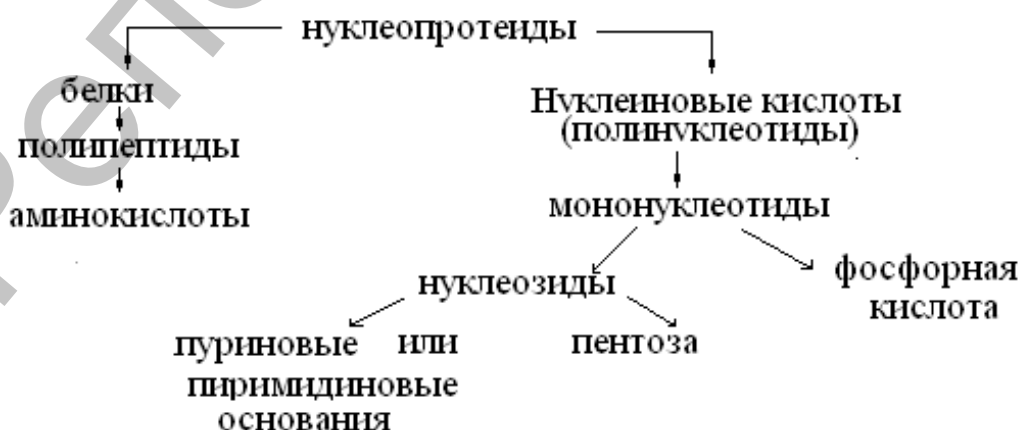 нуклеопротеиды
белки
полипептиды
аминокислоты
Нуклеиновые кислоты
(полинуклеотиды)
мононуклеотиды
нуклеозиды
фосфорная
кислота
пуриновые или
пиримидиновые
основания
пентоза